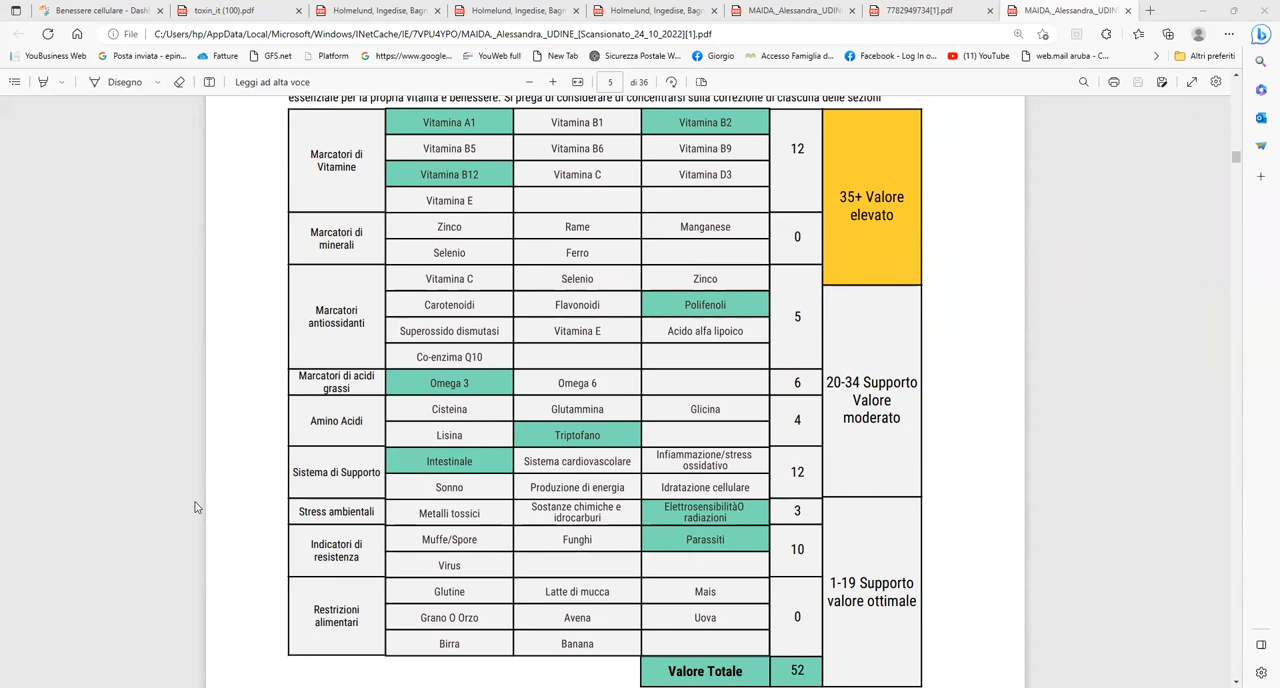 Benessere cellulare - Dashb
toxin_it (100).pdf
Holmelund, Ingedise, Bagn
Holmelund, Ingedise, Bagn
Holmelund, Ingedise, Bagn
MAIDA_Alessandra_UDINE
7782949734[1].pdf
MAIDA_Alessandra_UDIN
File
C:/Users/hp/AppData/Local/Microsoft/Windows/INetCache/IE/7VPU4YPO/MAIDA_Alessandra._UDINE_[Scansionato_24_10_2022][1].pdf
YouBusiness Web
Posta inviata - epin...
Fatture
GFS.net
Platform
https://www.google...
YouWeb full
New Tab
Sicurezza Postale W...
Giorgio
Accesso Famiglia d...
Facebook - Log In o...
(11) YouTube
web.mail aruba - C...
Altri preferiti
Disegno
Leggi ad alta voce
5
di 36
essenziale per la propria vitalità e benessere. Si prega di considerare di concentrarsi sulla correzione di ciascuna delle sezioni
Marcatori di
Vitamine
Vitamina A1
Vitamina B1
Vitamina B2
Vitamina B5
Vitamina B6
Vitamina B9
Vitamina B12
Vitamina C
Vitamina D3
Vitamina E
12
35+ Valore
elevato
Marcatori di
minerali
Zinco
Rame
Manganese
Selenio
Ferro
0
Marcatori
antiossidanti
Vitamina C
Selenio
Zinco
Carotenoidi
Flavonoidi
Polifenoli
Superossido dismutasi
Vitamina E
Acido alfa lipoico
Co-enzima Q10
5
20-34 Supporto
Valore
moderato
Marcatori di acidi
grassi
Omega 3
Omega 6
6
Amino Acidi
Cisteina
Glutammina
Glicina
Lisina
Triptofano
4
Sistema di Supporto
Intestinale
Sistema cardiovascolare
Infiammazione/stress
ossidativo
Sonno
Produzione di energia
Idratazione cellulare
12
Stress ambientali
Metalli tossici
Sostanze chimiche e
idrocarburi
ElettrosensibilitàO
radiazioni
3
Indicatori di
resistenza
Muffe/Spore
Funghi
Parassiti
Virus
10
1-19 Supporto
valore ottimale
Restrizioni
alimentari
Glutine
Latte di mucca
Mais
Grano O Orzo
Avena
Uova
Birra
Banana
0
Valore Totale
52